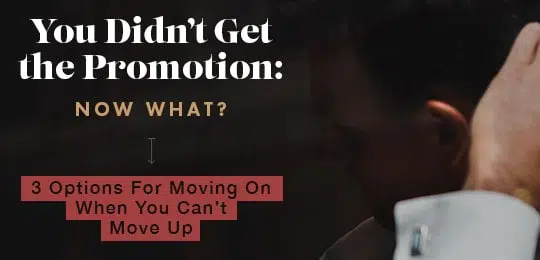 You Didn't Get
the Promotion:
NOW WHAT?
3 Options For Moving On
When You Can't
Move Up